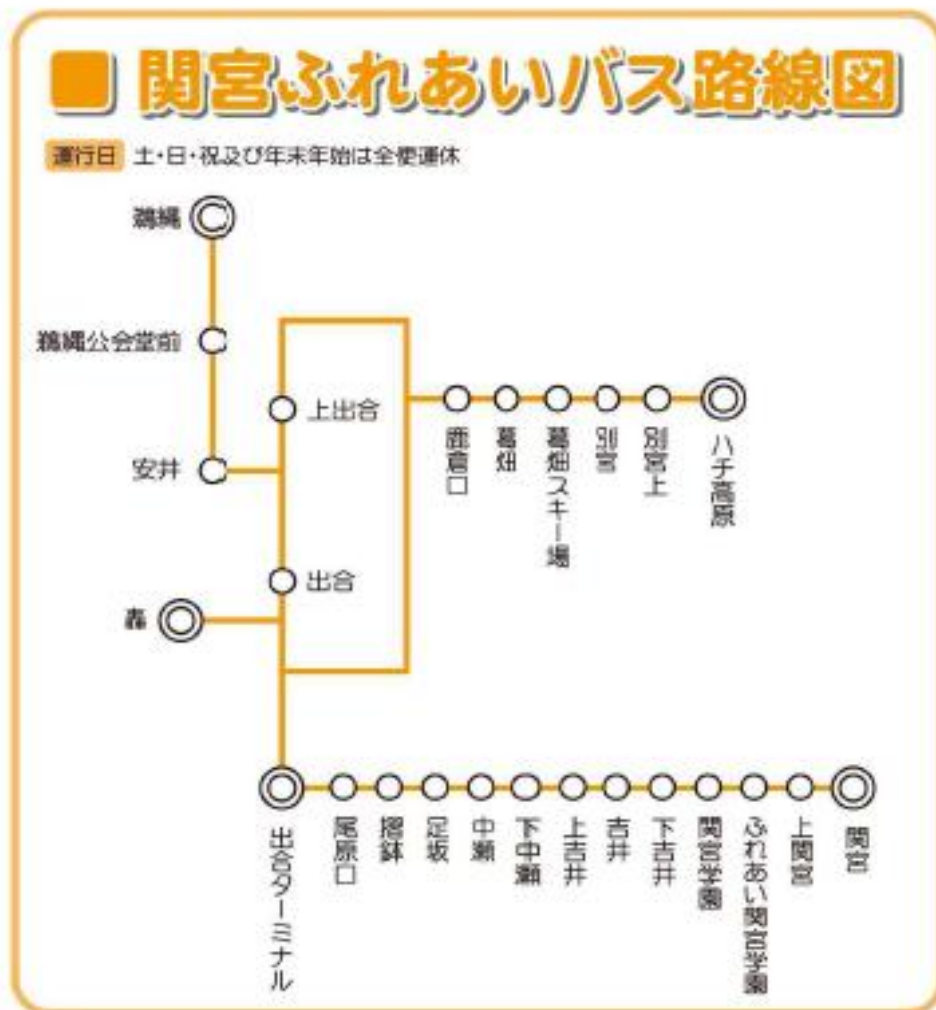 ■ 関宮ふれあいバス路線図
運行日 土・日・祝及び年末年始は全便運休
鵜縄
鵜縄公会堂前
上出合
安井
出合
轟
鹿倉口
葛畑
葛畑スキー場
別宮
別宮上
ハチ高原
出合ターミナル
尾原口
摺鉢
足坂
中瀬
下中瀬
上吉井
吉井
下吉井
関宮学園
ふれあい関宮学園
上関宮
関宮